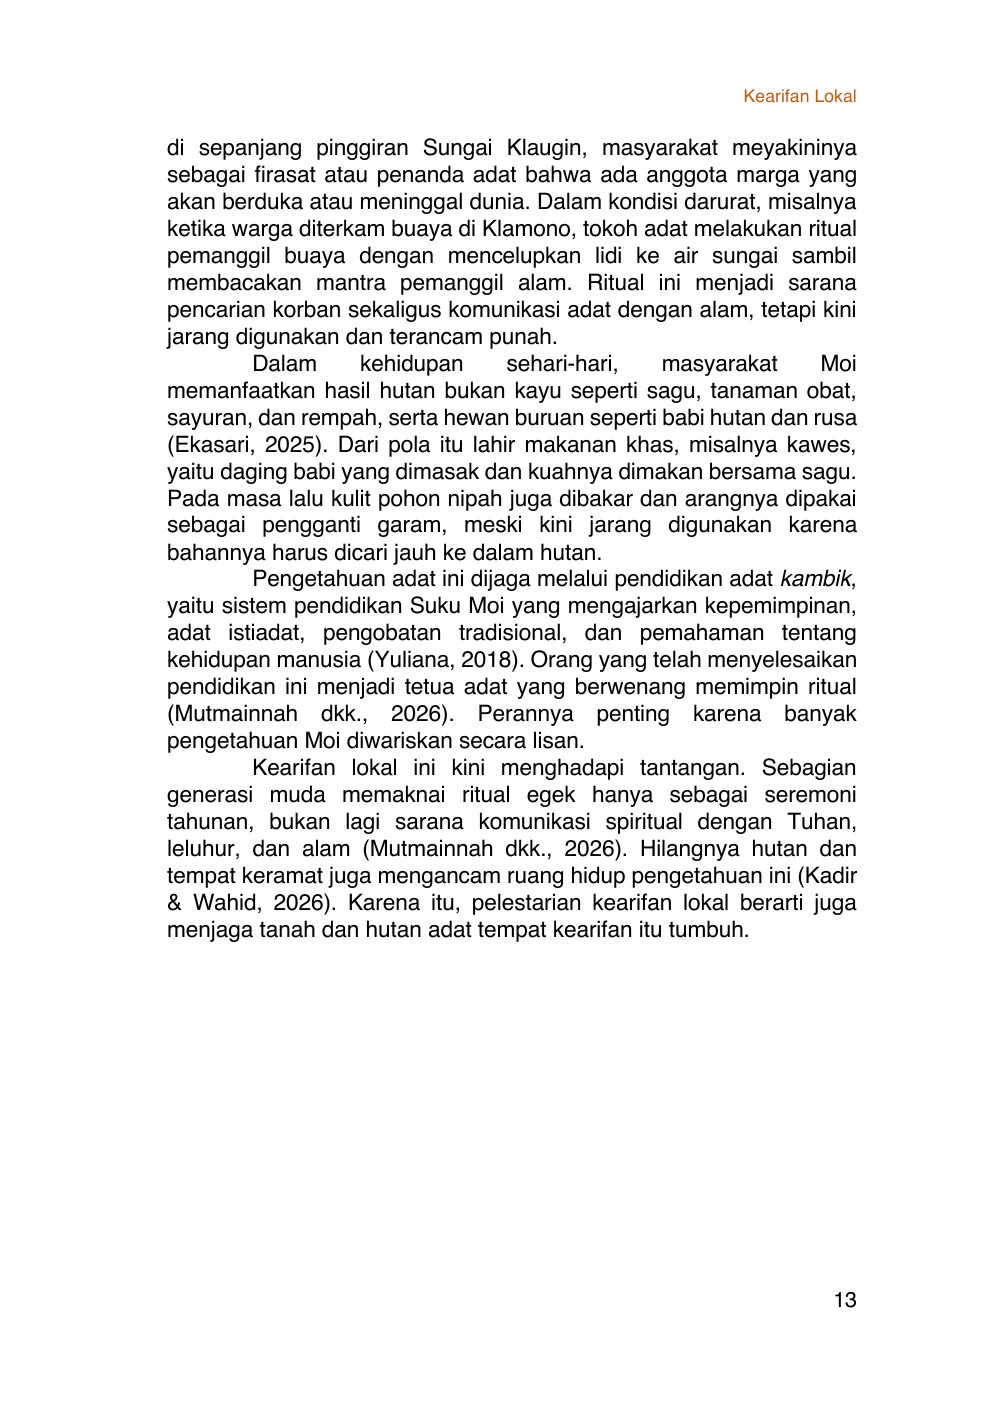 Kearifan Lokal
di sepanjang pinggiran Sungai Klaugin, masyarakat meyakininya
sebagai firasat atau penanda adat bahwa ada anggota marga yang
akan berduka atau meninggal dunia. Dalam kondisi darurat, misalnya
ketika warga diterkam buaya di Klamono, tokoh adat melakukan ritual
pemanggil buaya dengan mencelupkan lidi ke air sungai sambil
membacakan mantra pemanggil alam. Ritual ini menjadi sarana
pencarian korban sekaligus komunikasi adat dengan alam, tetapi kini
jarang digunakan dan terancam punah.
Dalam kehidupan sehari-hari, masyarakat Moi
memanfaatkan hasil hutan bukan kayu seperti sagu, tanaman obat,
sayuran, dan rempah, serta hewan buruan seperti babi hutan dan rusa
(Ekasari, 2025). Dari pola itu lahir makanan khas, misalnya kawes,
yaitu daging babi yang dimasak dan kuahnya dimakan bersama sagu.
Pada masa lalu kulit pohon nipah juga dibakar dan arangnya dipakai
sebagai pengganti garam, meski kini jarang digunakan karena
bahannya harus dicari jauh ke dalam hutan.
Pengetahuan adat ini dijaga melalui pendidikan adat kambik,
yaitu sistem pendidikan Suku Moi yang mengajarkan kepemimpinan,
adat istiadat, pengobatan tradisional, dan pemahaman tentang
kehidupan manusia (Yuliana, 2018). Orang yang telah menyelesaikan
pendidikan ini menjadi tetua adat yang berwenang memimpin ritual
(Mutmainnah dkk., 2026). Perannya penting karena banyak
pengetahuan Moi diwariskan secara lisan.
Kearifan lokal ini kini menghadapi tantangan. Sebagian
generasi muda memaknai ritual egek hanya sebagai seremoni
tahunan, bukan lagi sarana komunikasi spiritual dengan Tuhan,
leluhur, dan alam (Mutmainnah dkk., 2026). Hilangnya hutan dan
tempat keramat juga mengancam ruang hidup pengetahuan ini (Kadir
& Wahid, 2026). Karena itu, pelestarian kearifan lokal berarti juga
menjaga tanah dan hutan adat tempat kearifan itu tumbuh.
13